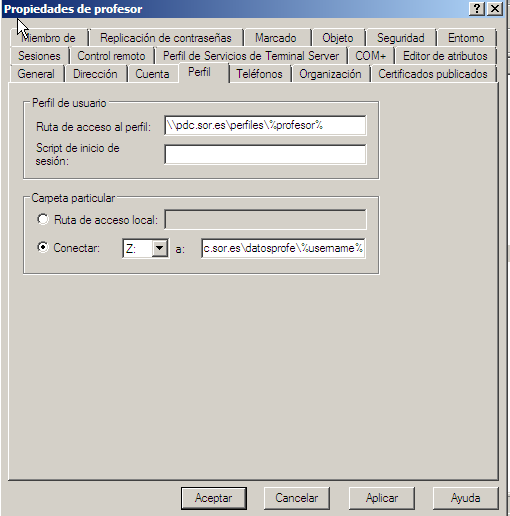 Propiedades de profesor
Miembro de Replicación de contraseñas Marcado Objeto Seguridad Entorno
Sesiones Control remoto Perfil de Servicios de Terminal Server COM+ Editor de atributos
General Dirección Cuenta Perfil Teléfonos Organización Certificados publicados
Perfil de usuario
Ruta de acceso al perfil: \\pdc.sor.es\perfiles\%profesor%
Script de inicio de
sesión:
Carpeta particular
Ruta de acceso local:
Conectar: Z: a: c.sor.es\datosprofe\%username%
Aceptar Cancelar Aplicar Ayuda